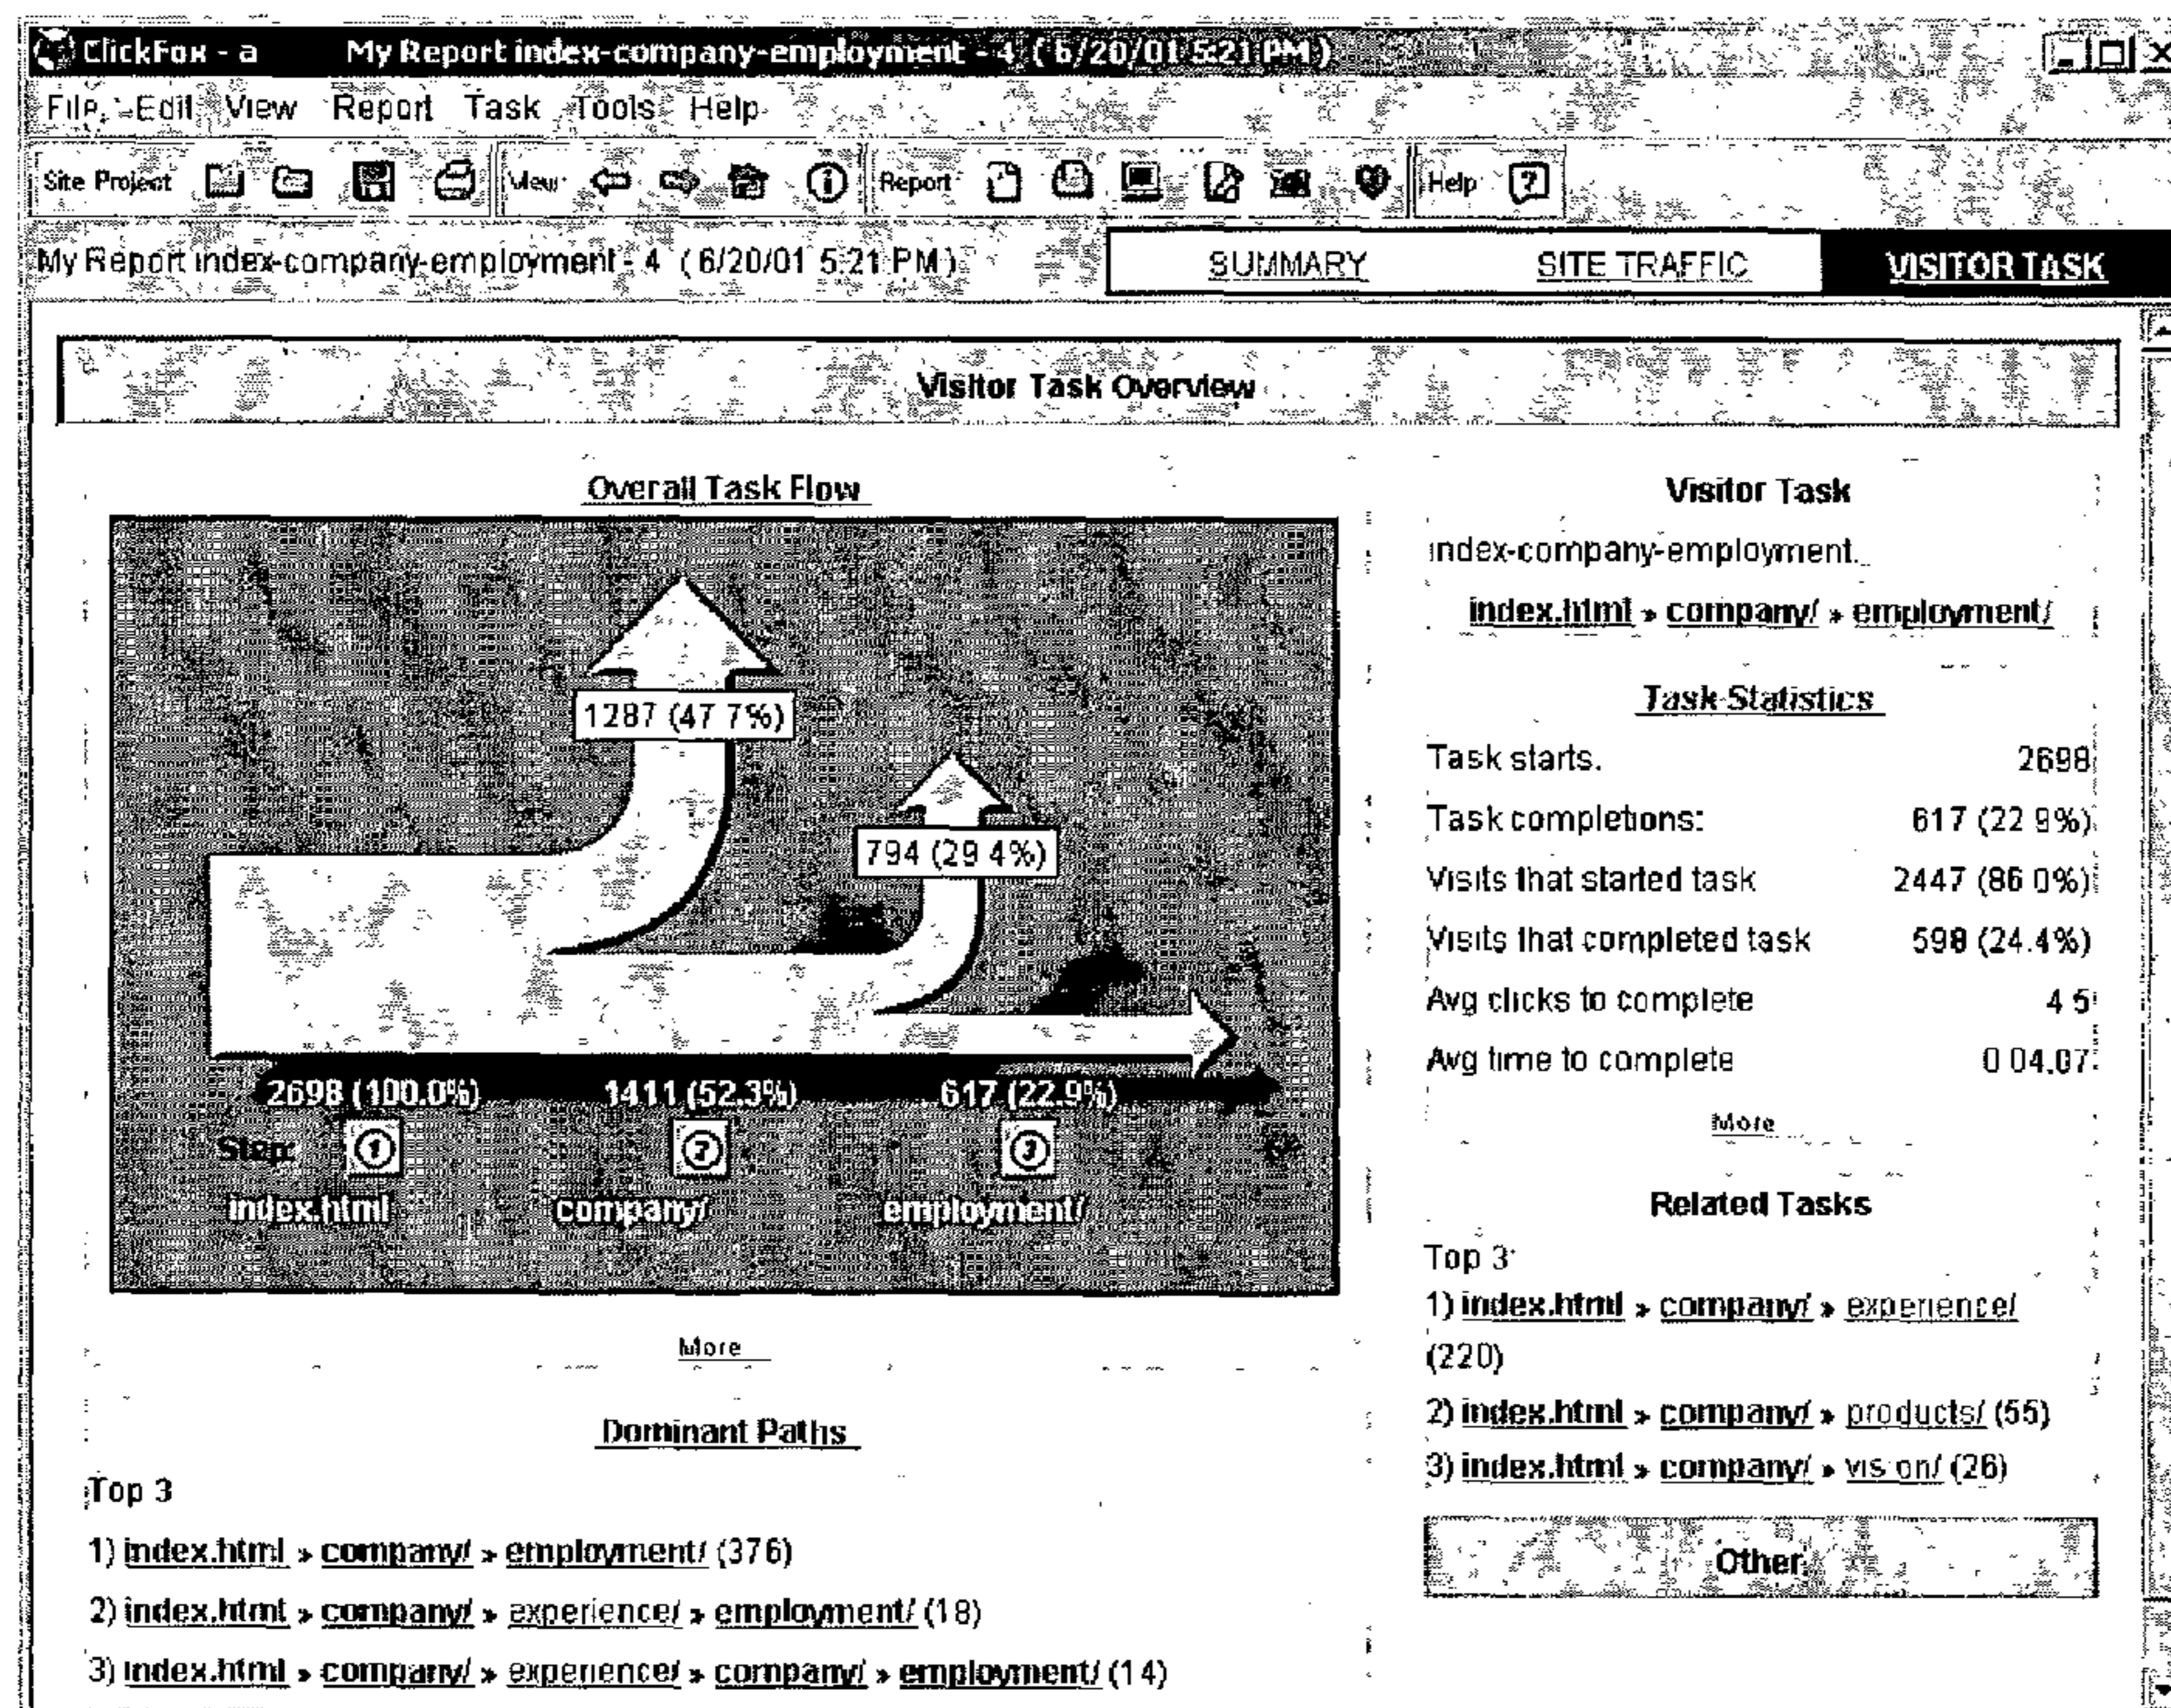 ClickFox - a My Report index-company-employment - 4 ( 6/20/01 5:21 PM )
File Edit View Report Task Tools Help
Site Project View Report Help
My Report index-company-employment - 4 ( 6/20/01 5:21 PM )
SUMMARY SITE TRAFFIC VISITOR TASK
Visitor Task Overview
Overall Task Flow
1287 (47 7%)
794 (29 4%)
2698 (100.0%) 1411 (52.3%) 617 (22.9%)
Step: 1 2 3
index.html company/ employment/
More
Dominant Paths
Top 3
1) index.html » company/ » employment/ (376)
2) index.html » company/ » experience/ » employment/ (18)
3) index.html » company/ » experience/ » company/ » employment/ (14)
Visitor Task
index-company-employment.
index.html » company/ » employment/
Task Statistics
Task starts. 2698
Task completions: 617 (22 9%)
Visits that started task 2447 (86 0%)
Visits that completed task 598 (24.4%)
Avg clicks to complete 4 5
Avg time to complete 0 04.07
More
Related Tasks
Top 3
1) index.html » company/ » experience/
(220)
2) index.html » company/ » products/ (55)
3) index.html » company/ » vision/ (26)
Other